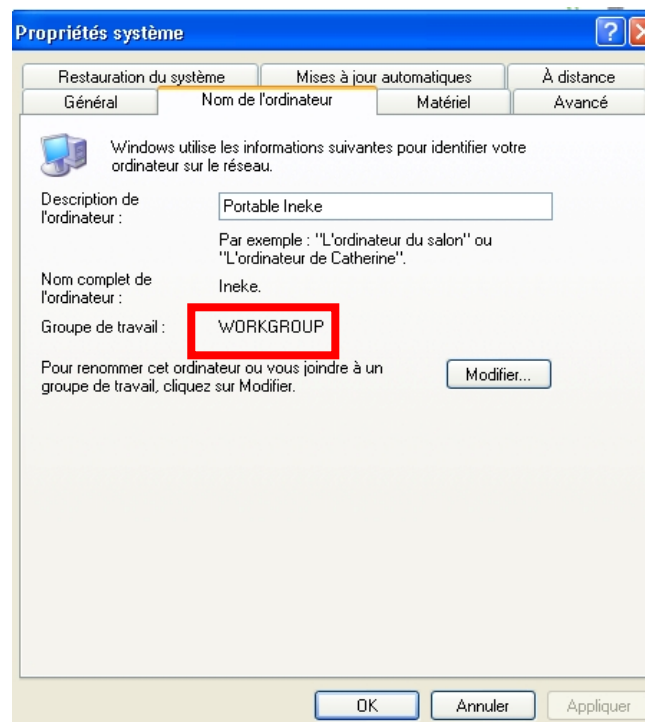 Propriétés système
Restauration du système Mises à jour automatiques À distance
Général Nom de l'ordinateur Matériel Avancé
Windows utilise les informations suivantes pour identifier votre
ordinateur sur le réseau.
Description de
l'ordinateur :
Portable Ineke
Par exemple : "L'ordinateur du salon" ou
"L'ordinateur de Catherine".
Nom complet de
l'ordinateur :
Ineke.
Groupe de travail : WORKGROUP
Pour renommer cet ordinateur ou vous joindre à un
groupe de travail, cliquez sur Modifier.
Modifier...
OK Annuler Appliquer